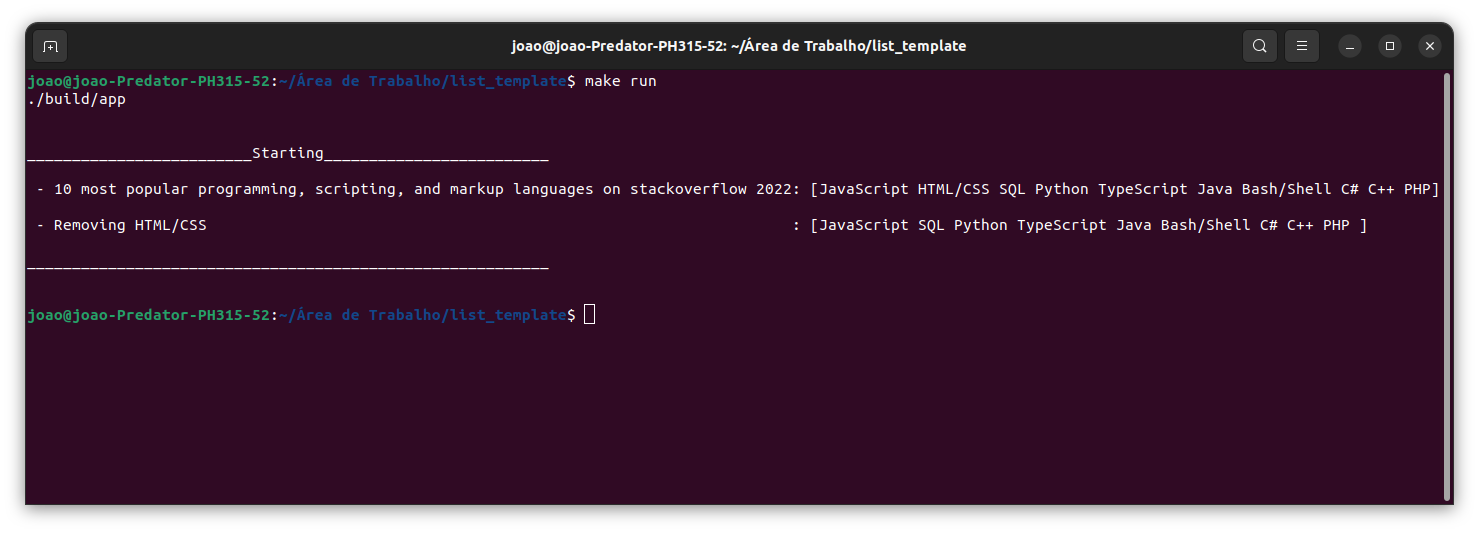 joao@joao-Predator-PH315-52: ~/Área de Trabalho/list_template
joao@joao-Predator-PH315-52:~/Área de Trabalho/list_template$ make run
./build/app
_________________________Starting_________________________
- 10 most popular programming, scripting, and markup languages on stackoverflow 2022: [JavaScript HTML/CSS SQL Python TypeScript Java Bash/Shell C# C++ PHP]
- Removing HTML/CSS : [JavaScript SQL Python TypeScript Java Bash/Shell C# C++ PHP ]
__________________________________________________________
joao@joao-Predator-PH315-52:~/Área de Trabalho/list_template$